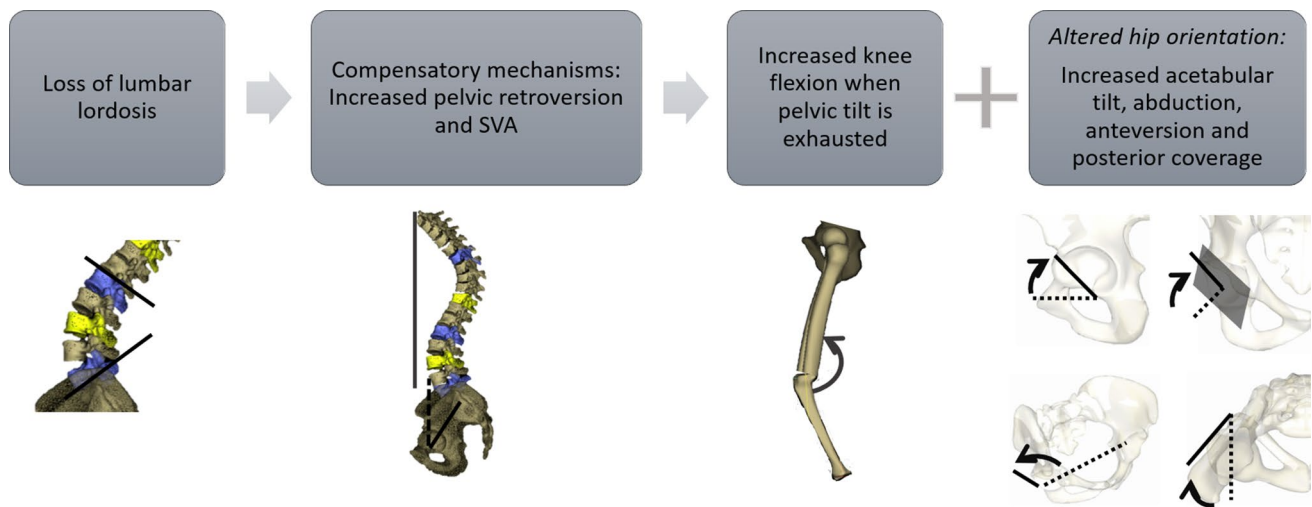 Loss of lumbar
lordosis
Compensatory mechanisms:
Increased pelvic retroversion
and SVA
Increased knee
flexion when
pelvic tilt is
exhausted
Altered hip orientation:
Increased acetabular
tilt, abduction,
anteversion and
posterior coverage